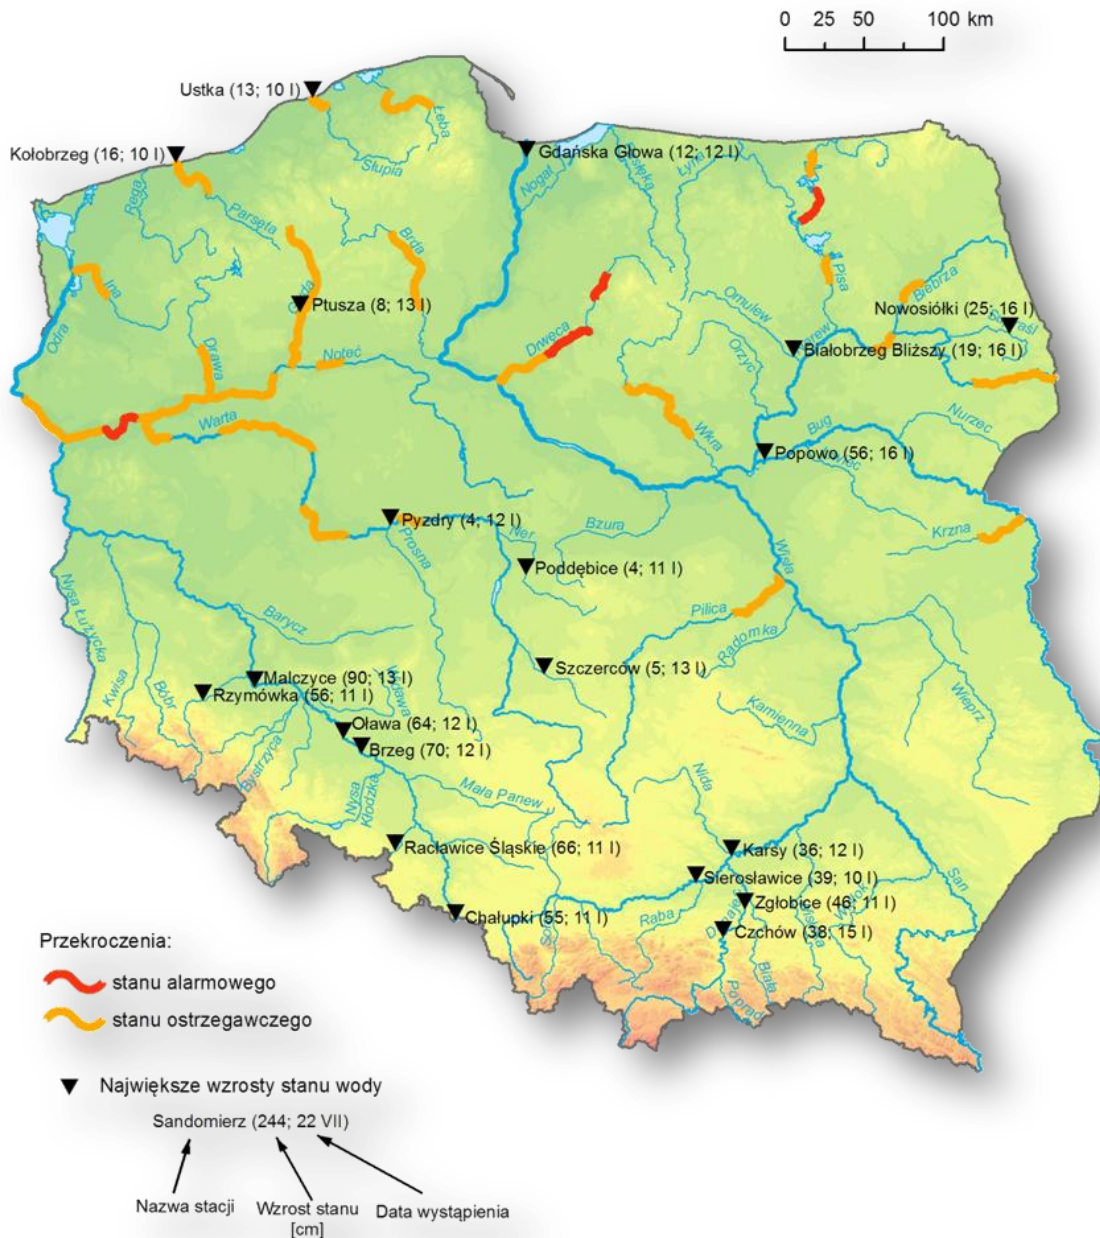 0 25 50 100 km
Ustka (13; 10 I)
Łeba
Kołobrzeg (16; 10 I)
Gdańska Głowa (12; 12 I)
Słupia
Nogat
Łyna
Rega
Parsęta
Brda
Ina
Pisa
Biebrza
Ptusza (8; 13 I)
Omulew
Nowosiółki (25; 16 I)
Odra
Drawa
Noteć
Drwęca
Orzyc
Białobrzeg Bliższy (19; 16 I)
Warta
Wkra
Bug
Nurzec
Popowo (56; 16 I)
Pyzdry (4; 12 I)
Prosna
Ner
Bzura
Krzna
Wisła
Poddębice (4; 11 I)
Nysa Łużycka
Barycz
Pilica
Radomka
Kwisa
Bóbr
Malczyce (90; 13 I)
Rzymówka (56; 11 I)
Widawa
Szczerców (5; 13 I)
Wieprz
Kamienna
Oława (64; 12 I)
Brzeg (70; 12 I)
Bystrzyca
Nysa
Kłodzka
Mała Panew
Nida
Racławice Śląskie (66; 11 I)
Karsy (36; 12 I)
Sierosławice (39; 10 I)
San
Zgłobice (46; 11 I)
Chałupki (55; 11 I)
Raba
Czchów (38; 15 I)
Biała
Poprad
Przekroczenia:
stanu alarmowego
stanu ostrzegawczego
Największe wzrosty stanu wody
Sandomierz (244; 22 VII)
Nazwa stacji
Wzrost stanu
[cm]
Data wystąpienia